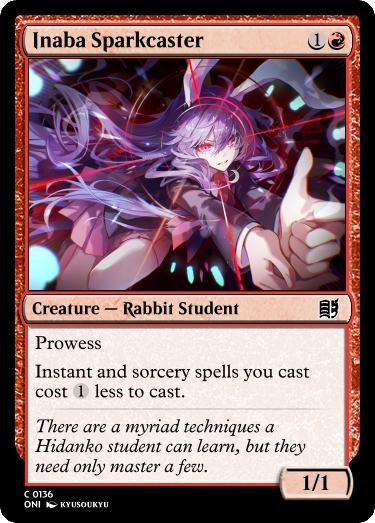 Inaba Sparkcaster 1
Creature — Rabbit Student
Prowess
Instant and sorcery spells you cast
cost 1 less to cast.
There are a myriad techniques a
Hidanko student can learn, but they
need only master a few.
1/1
C 0136
ONI KYUSOUKYU